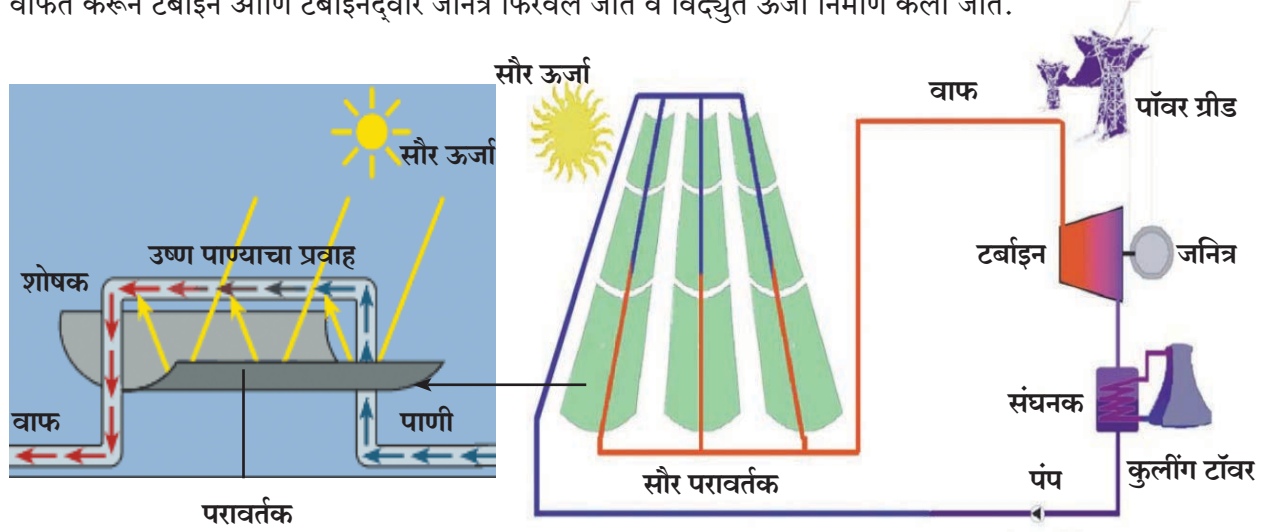 वाफेत करून टर्बाइन आणि टर्बाइनद्वारे जनित्र फिरवले जाते व विद्युत ऊर्जा निर्माण केली जाते.
सौर ऊर्जा
उष्ण पाण्याचा प्रवाह
शोषक
वाफ
पाणी
परावर्तक
सौर ऊर्जा
वाफ
पॉवर ग्रीड
टर्बाइन
जनित्र
संघनक
कुलींग टॉवर
पंप
सौर परावर्तक